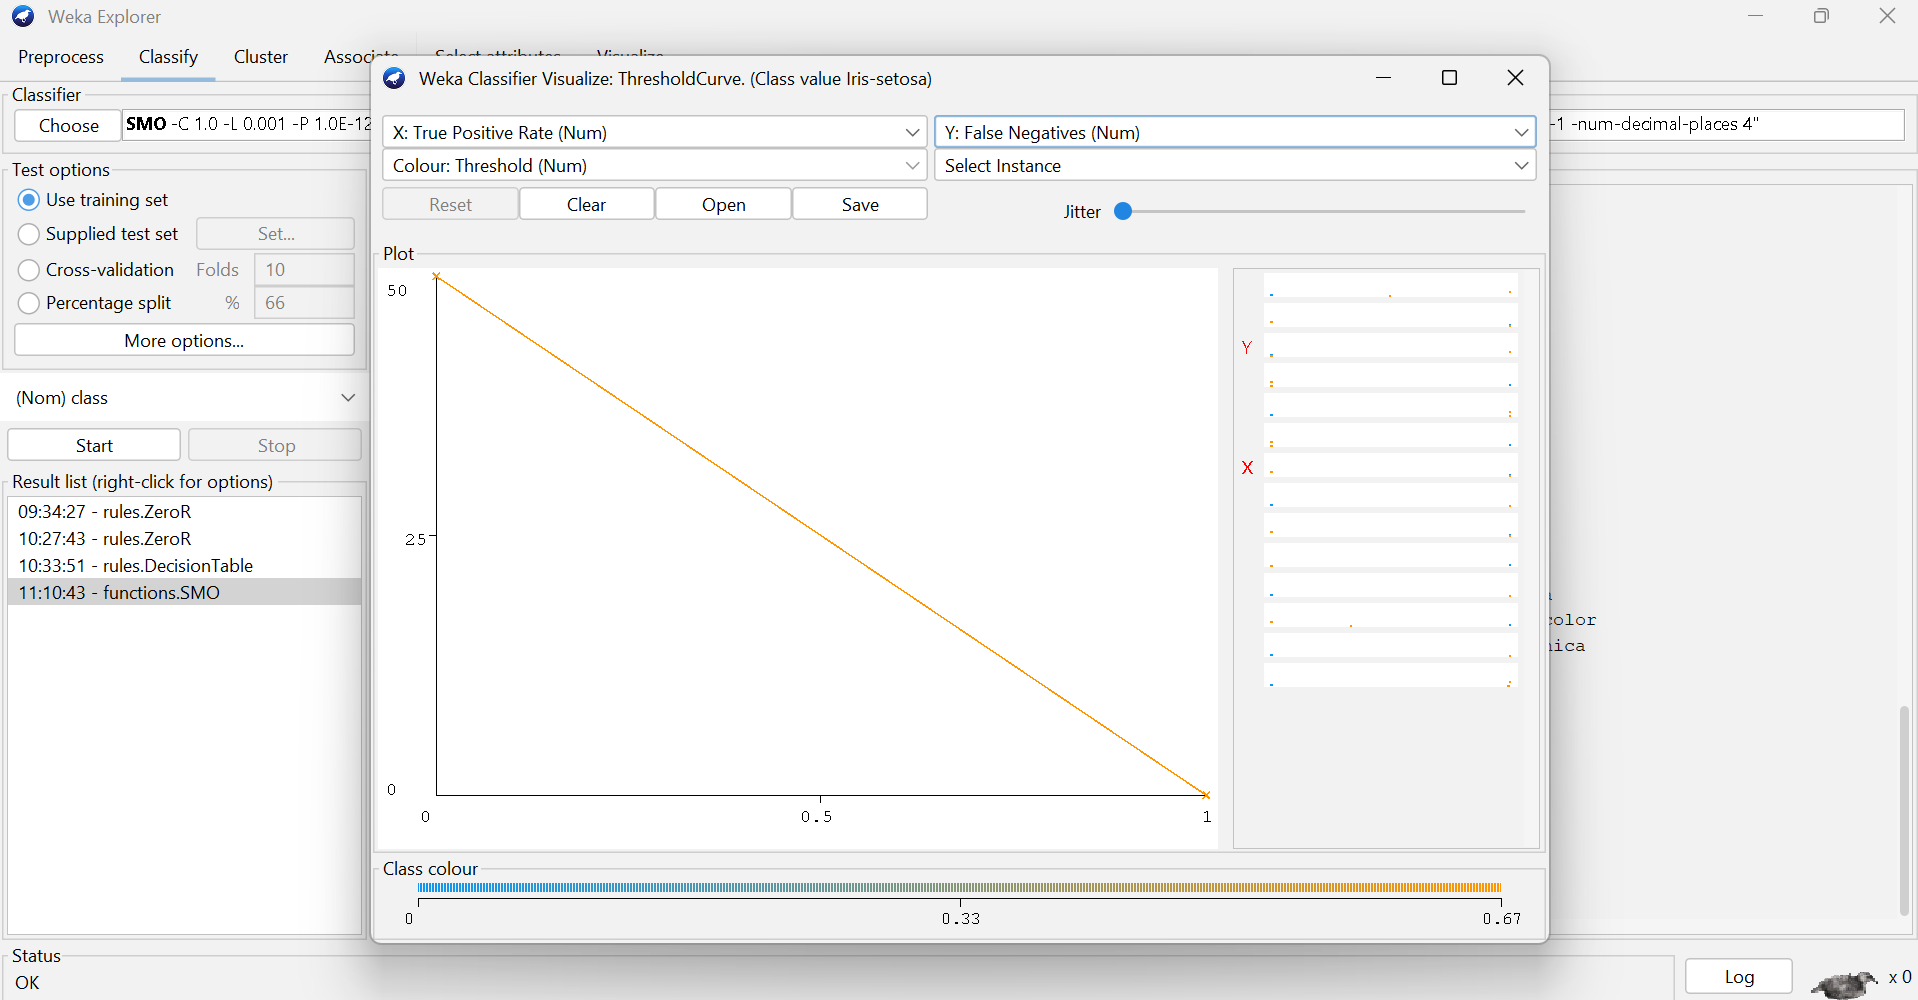 Weka Explorer
Preprocess Classify Cluster Associate Select attributes Visualize
Weka Classifier Visualize: ThresholdCurve. (Class value Iris-setosa)
Classifier
Choose SMO -C 1.0 -L 0.001 -P 1.0E-12 -1 -num-decimal-places 4"
X: True Positive Rate (Num) Y: False Negatives (Num)
Colour: Threshold (Num) Select Instance
Reset Clear Open Save Jitter
Test options
Use training set
Supplied test set Set...
Cross-validation Folds 10
Percentage split % 66
More options...
(Nom) class
Start Stop
Result list (right-click for options)
09:34:27 - rules.ZeroR
10:27:43 - rules.ZeroR
10:33:51 - rules.DecisionTable
11:10:43 - functions.SMO
Plot
50
25
0
0 0.5 1
Y
X
color
ica
Class colour
0 0.33 0.67
Status
OK
Log x 0